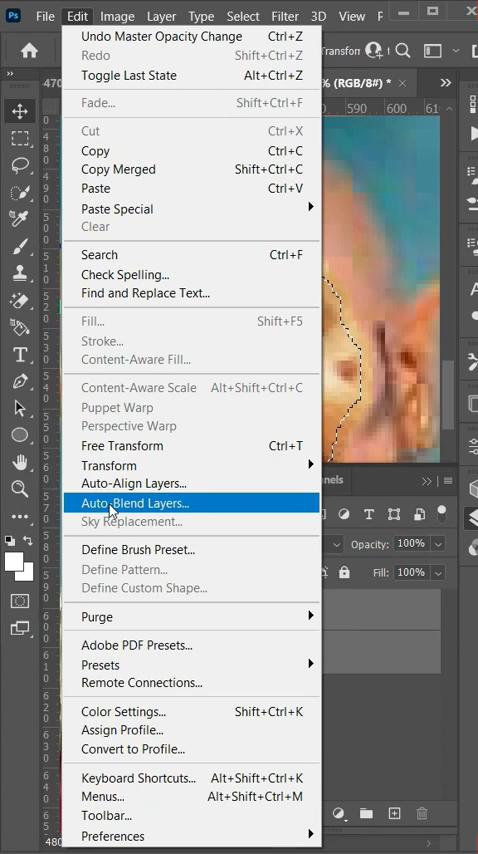 Ps File Edit Image Layer Type Select Filter 3D View
Transforn
470
% (RGB/8#) *
590 600 610
Undo Master Opacity Change Ctrl+Z
Redo Shift+Ctrl+Z
Toggle Last State Alt+Ctrl+Z
Fade... Shift+Ctrl+F
Cut Ctrl+X
Copy Ctrl+C
Copy Merged Shift+Ctrl+C
Paste Ctrl+V
Paste Special
Clear
Search Ctrl+F
Check Spelling...
Find and Replace Text...
Fill... Shift+F5
Stroke...
Content-Aware Fill...
Content-Aware Scale Alt+Shift+Ctrl+C
Puppet Warp
Perspective Warp
Free Transform Ctrl+T
Transform
Auto-Align Layers...
nels
Auto-Blend Layers...
Sky Replacement...
Opacity: 100%
Define Brush Preset...
Define Pattern...
Fill: 100%
Define Custom Shape...
Purge
Adobe PDF Presets...
Presets
Remote Connections...
Color Settings... Shift+Ctrl+K
Assign Profile...
Convert to Profile...
Keyboard Shortcuts... Alt+Shift+Ctrl+K
Menus... Alt+Shift+Ctrl+M
Toolbar...
Preferences
480